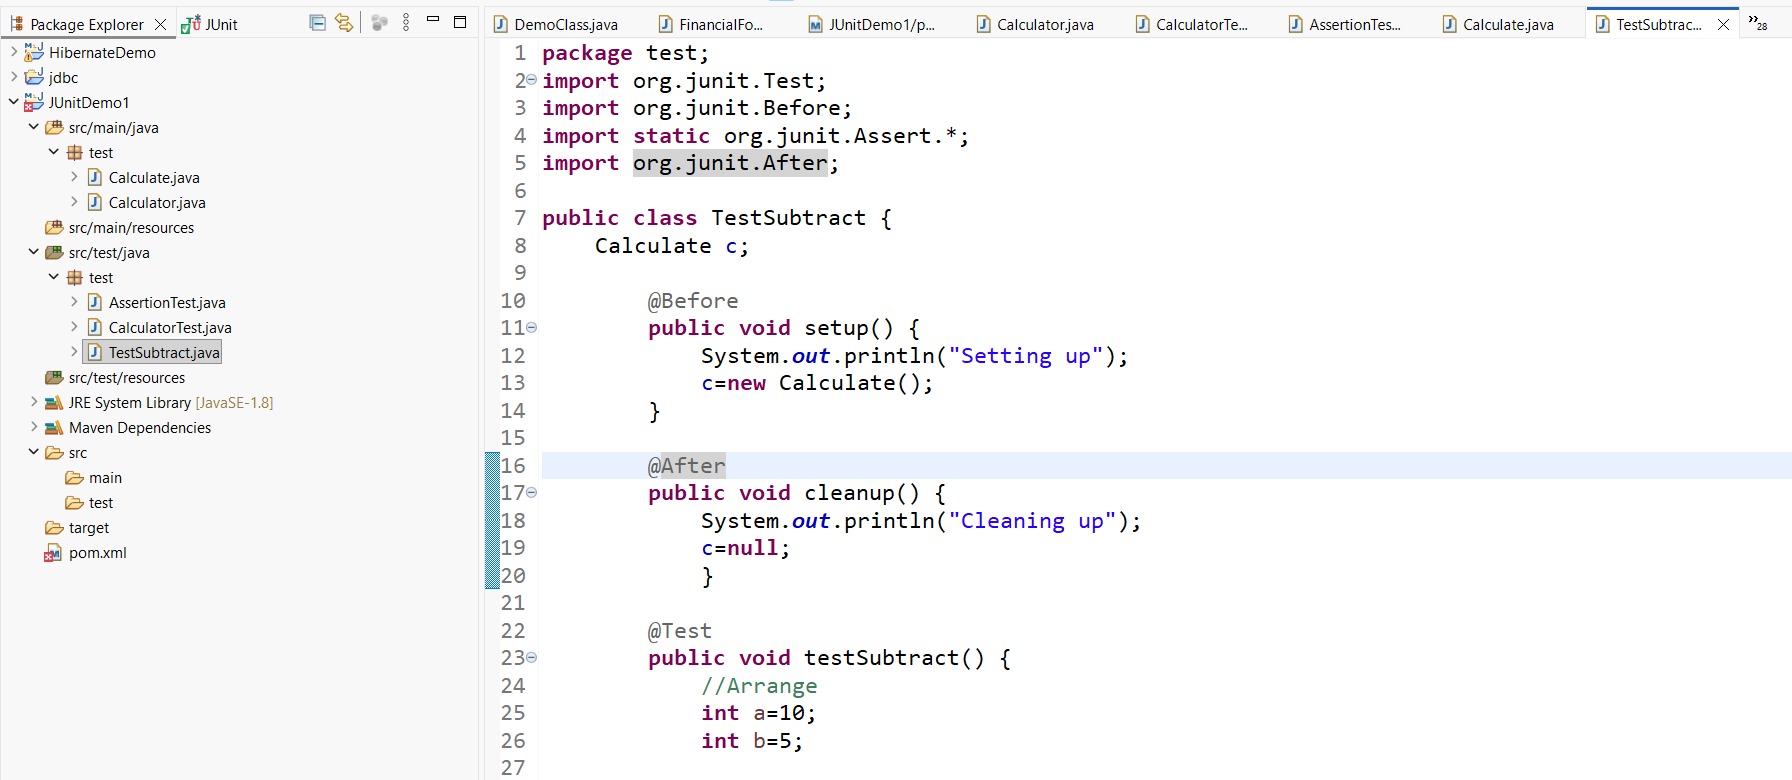 Package Explorer
JUnit
HibernateDemo
jdbc
JUnitDemo1
src/main/java
test
Calculate.java
Calculator.java
src/main/resources
src/test/java
test
AssertionTest.java
CalculatorTest.java
TestSubtract.java
src/test/resources
JRE System Library [JavaSE-1.8]
Maven Dependencies
src
main
test
target
pom.xml
DemoClass.java
FinancialFo...
JUnitDemo1/p...
Calculator.java
CalculatorTe...
AssertionTes...
Calculate.java
TestSubtrac...
»28
1 package test;
2 import org.junit.Test;
3 import org.junit.Before;
4 import static org.junit.Assert.*;
5 import org.junit.After;
6
7 public class TestSubtract {
8 Calculate c;
9
10 @Before
11 public void setup() {
12 System.out.println("Setting up");
13 c=new Calculate();
14 }
15
16 @After
17 public void cleanup() {
18 System.out.println("Cleaning up");
19 c=null;
20 }
21
22 @Test
23 public void testSubtract() {
24 //Arrange
25 int a=10;
26 int b=5;
27